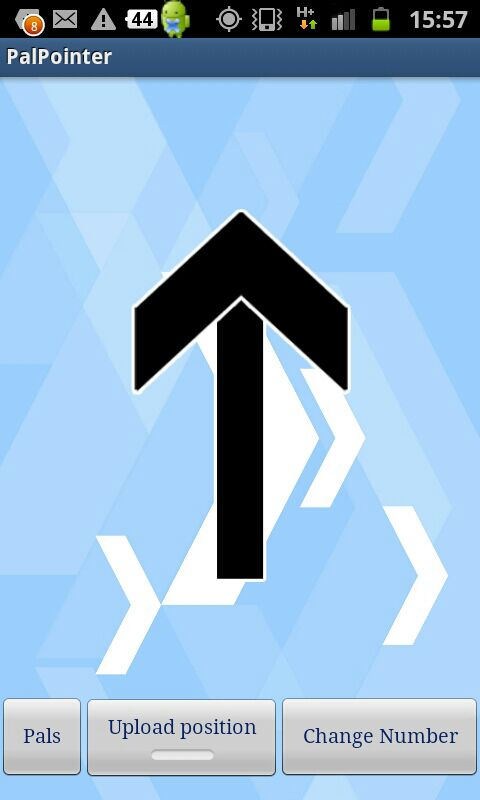 8
44
H+
15:57
PalPointer
Pals
Upload position
Change Number